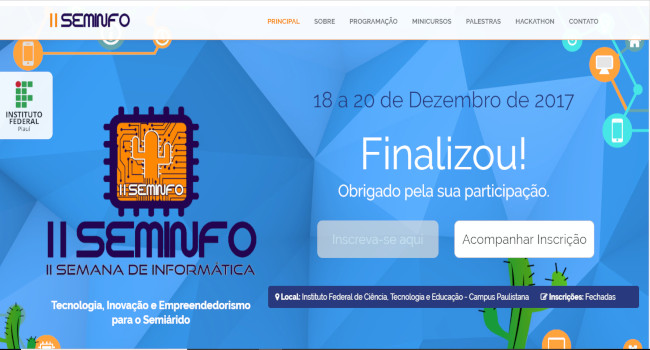 II SEMINFO
PRINCIPAL SOBRE PROGRAMAÇÃO MINICURSOS PALESTRAS HACKATHON CONTATO
INSTITUTO
FEDERAL
Piauí
18 a 20 de Dezembro de 2017
Finalizou!
Obrigado pela sua participação.
Inscreva-se aqui
Acompanhar Inscrição
II SEMINFO
II SEMINFO
II SEMANA DE INFORMÁTICA
Local: Instituto Federal de Ciência, Tecnologia e Educação - Campus Paulistana Inscrições: Fechadas
Tecnologia, Inovação e Empreendedorismo
para o Semiárido